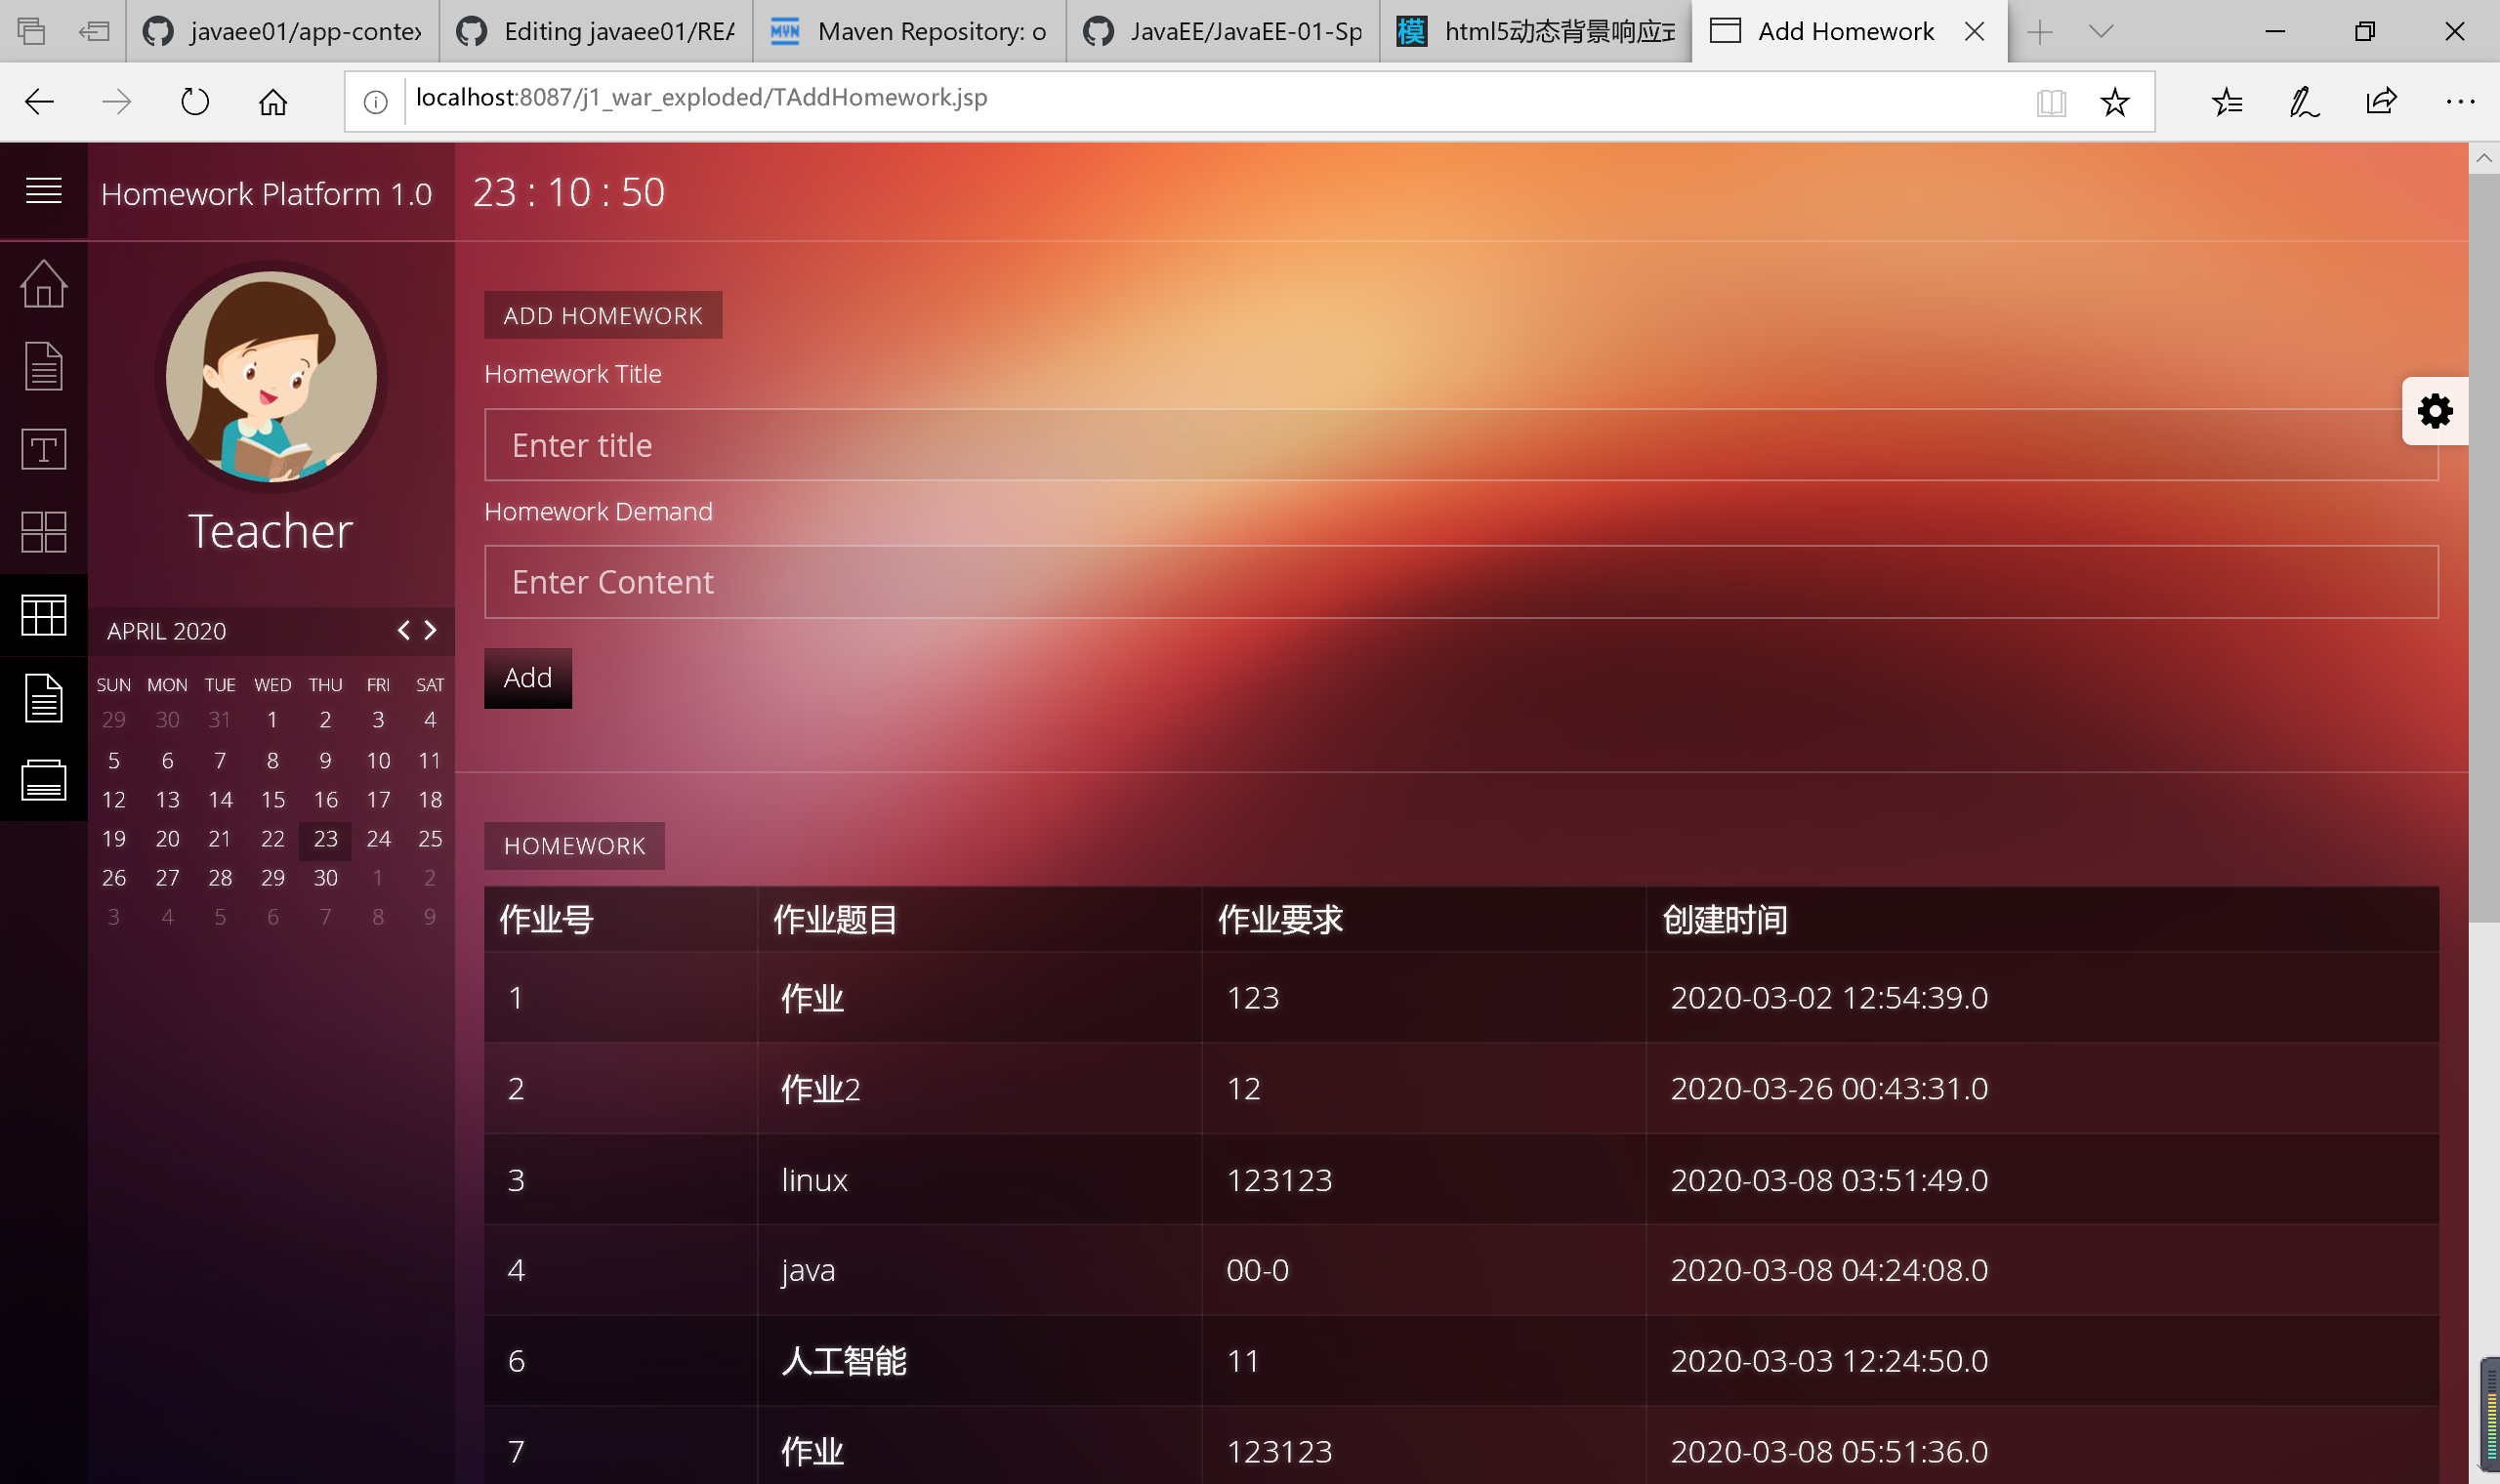 javaee01/app-contex
Editing javaee01/REA
MVN
Maven Repository: o
JavaEE/JavaEE-01-Sp
模
html5动态背景响应式
Add Homework
localhost:8087/j1_war_exploded/TAddHomework.jsp
Homework Platform 1.0
23 : 10 : 50
Teacher
APRIL 2020
SUN MON TUE WED THU FRI SAT
29 30 31 1 2 3 4
5 6 7 8 9 10 11
12 13 14 15 16 17 18
19 20 21 22 23 24 25
26 27 28 29 30 1 2
3 4 5 6 7 8 9
ADD HOMEWORK
Homework Title
Enter title
Homework Demand
Enter Content
Add
HOMEWORK
作业号 作业题目 作业要求 创建时间
1 作业 123 2020-03-02 12:54:39.0
2 作业2 12 2020-03-26 00:43:31.0
3 linux 123123 2020-03-08 03:51:49.0
4 java 00-0 2020-03-08 04:24:08.0
6 人工智能 11 2020-03-03 12:24:50.0
7 作业 123123 2020-03-08 05:51:36.0